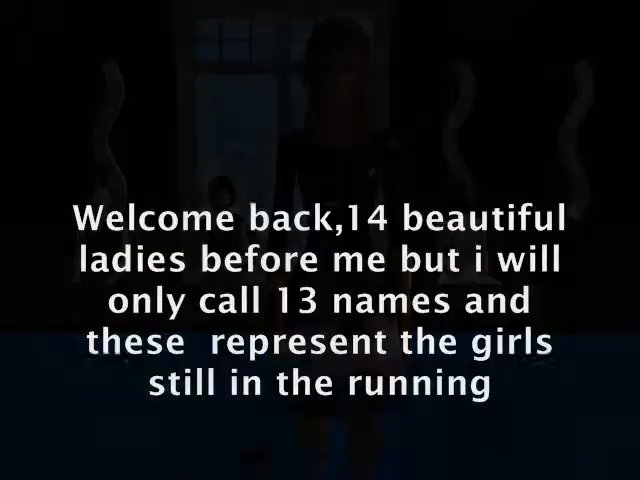 Welcome back,14 beautiful
ladies before me but i will
only call 13 names and
these  represent the girls
still in the running